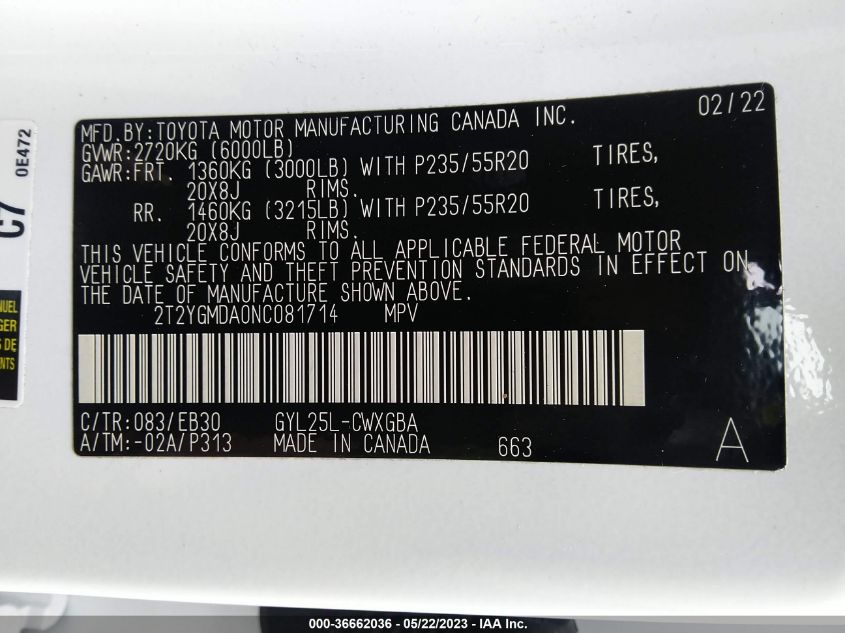 MFD.BY:TOYOTA MOTOR MANUFACTURING CANADA INC. 02/22
GVWR:2720KG (6000LB)
GAWR:FRT. 1360KG (3000LB) WITH P235/55R20 TIRES,
20X8J RIMS.
RR. 1460KG (3215LB) WITH P235/55R20 TIRES,
20X8J RIMS.
THIS VEHICLE CONFORMS TO ALL APPLICABLE FEDERAL MOTOR
VEHICLE SAFETY AND THEFT PREVENTION STANDARDS IN EFFECT ON
THE DATE OF MANUFACTURE SHOWN ABOVE.
2T2YGMDA0NC081714 MPV
C/TR:083/EB30 GYL25L-CWXGBA
A/TM:-02A/P313 MADE IN CANADA 663 A
C7 0E472
NUEL
GER
S DE
ENTS
000-36662036 - 05/22/2023 - IAA Inc.